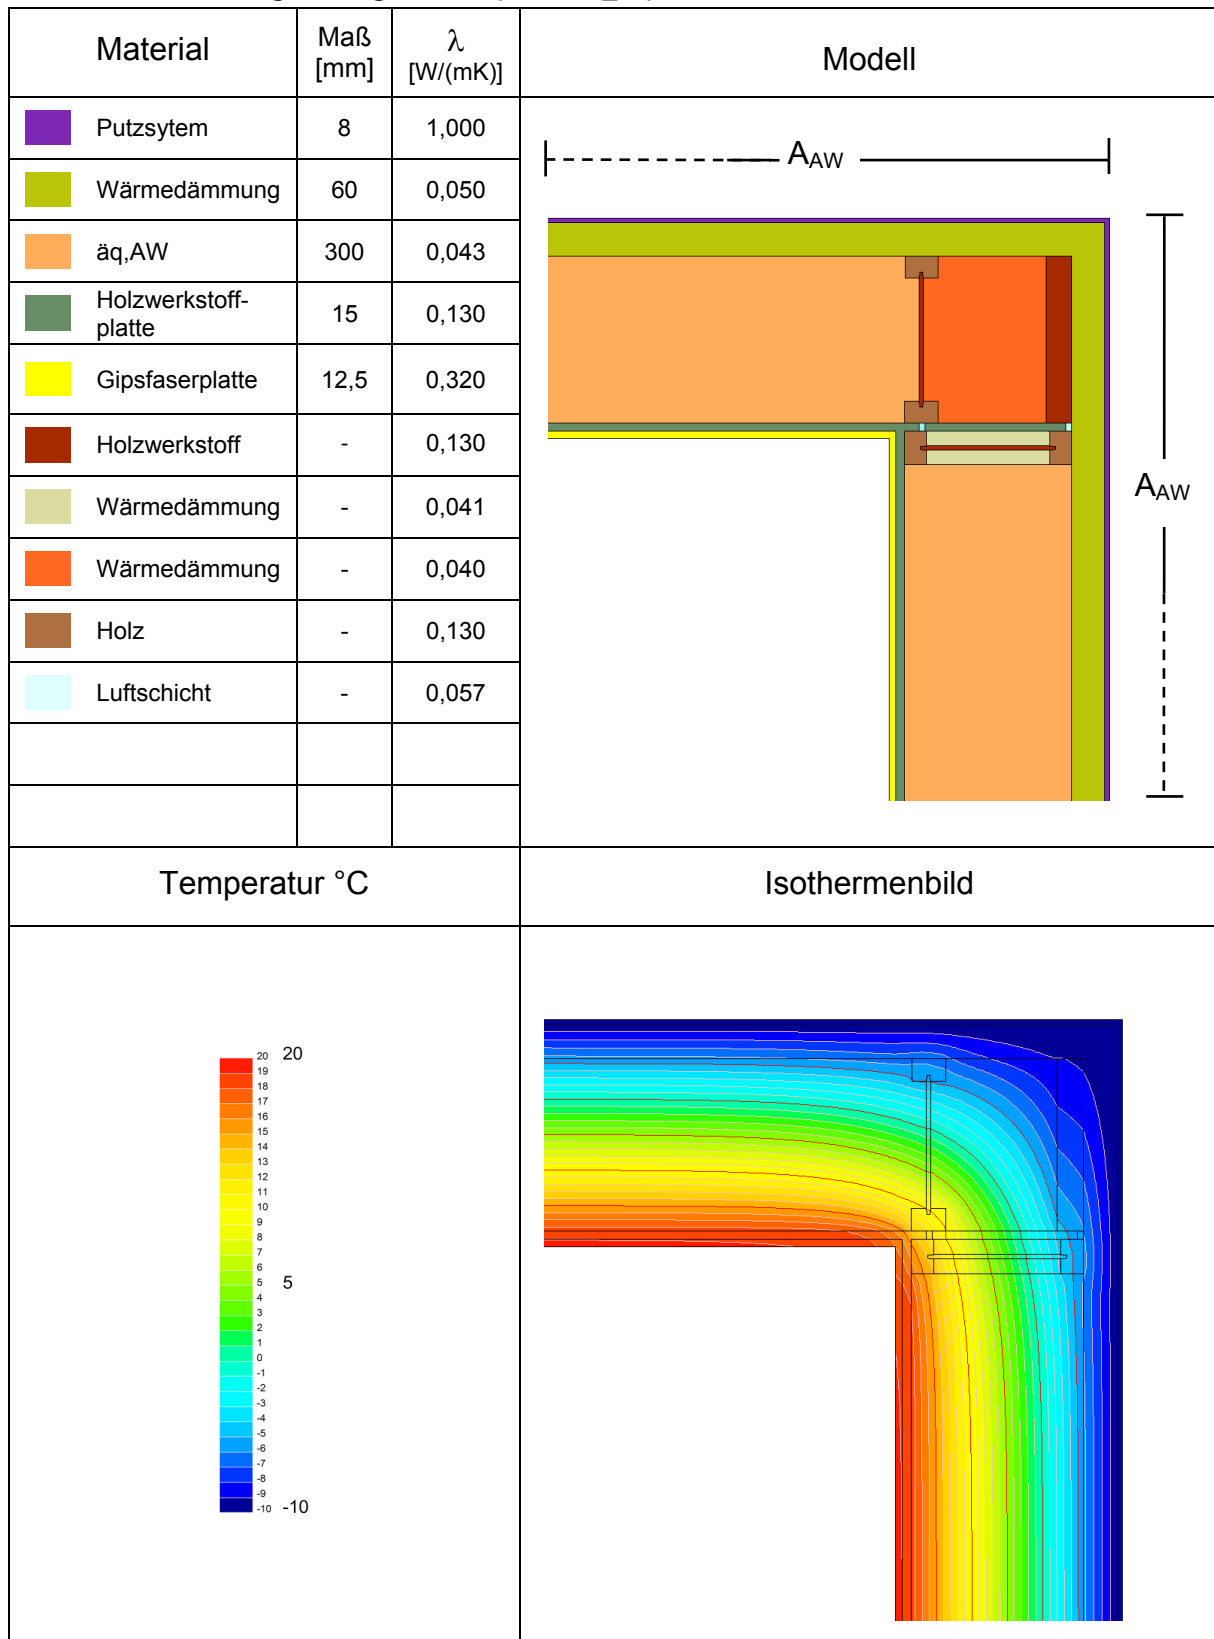 Material
Maß
[mm]
λ
[W/(mK)]
Modell
Putzsytem 8 1,000
Wärmedämmung 60 0,050
äq,AW 300 0,043
Holzwerkstoff-
platte 15 0,130
Gipsfaserplatte 12,5 0,320
Holzwerkstoff - 0,130
Wärmedämmung - 0,041
Wärmedämmung - 0,040
Holz - 0,130
Luftschicht - 0,057
A_AW
A_AW
Temperatur °C
Isothermenbild
20 20
19
18
17
16
15
14
13
12
11
10
9
8
7
6
5 5
4
3
2
1
0
-1
-2
-3
-4
-5
-6
-7
-8
-9
-10 -10